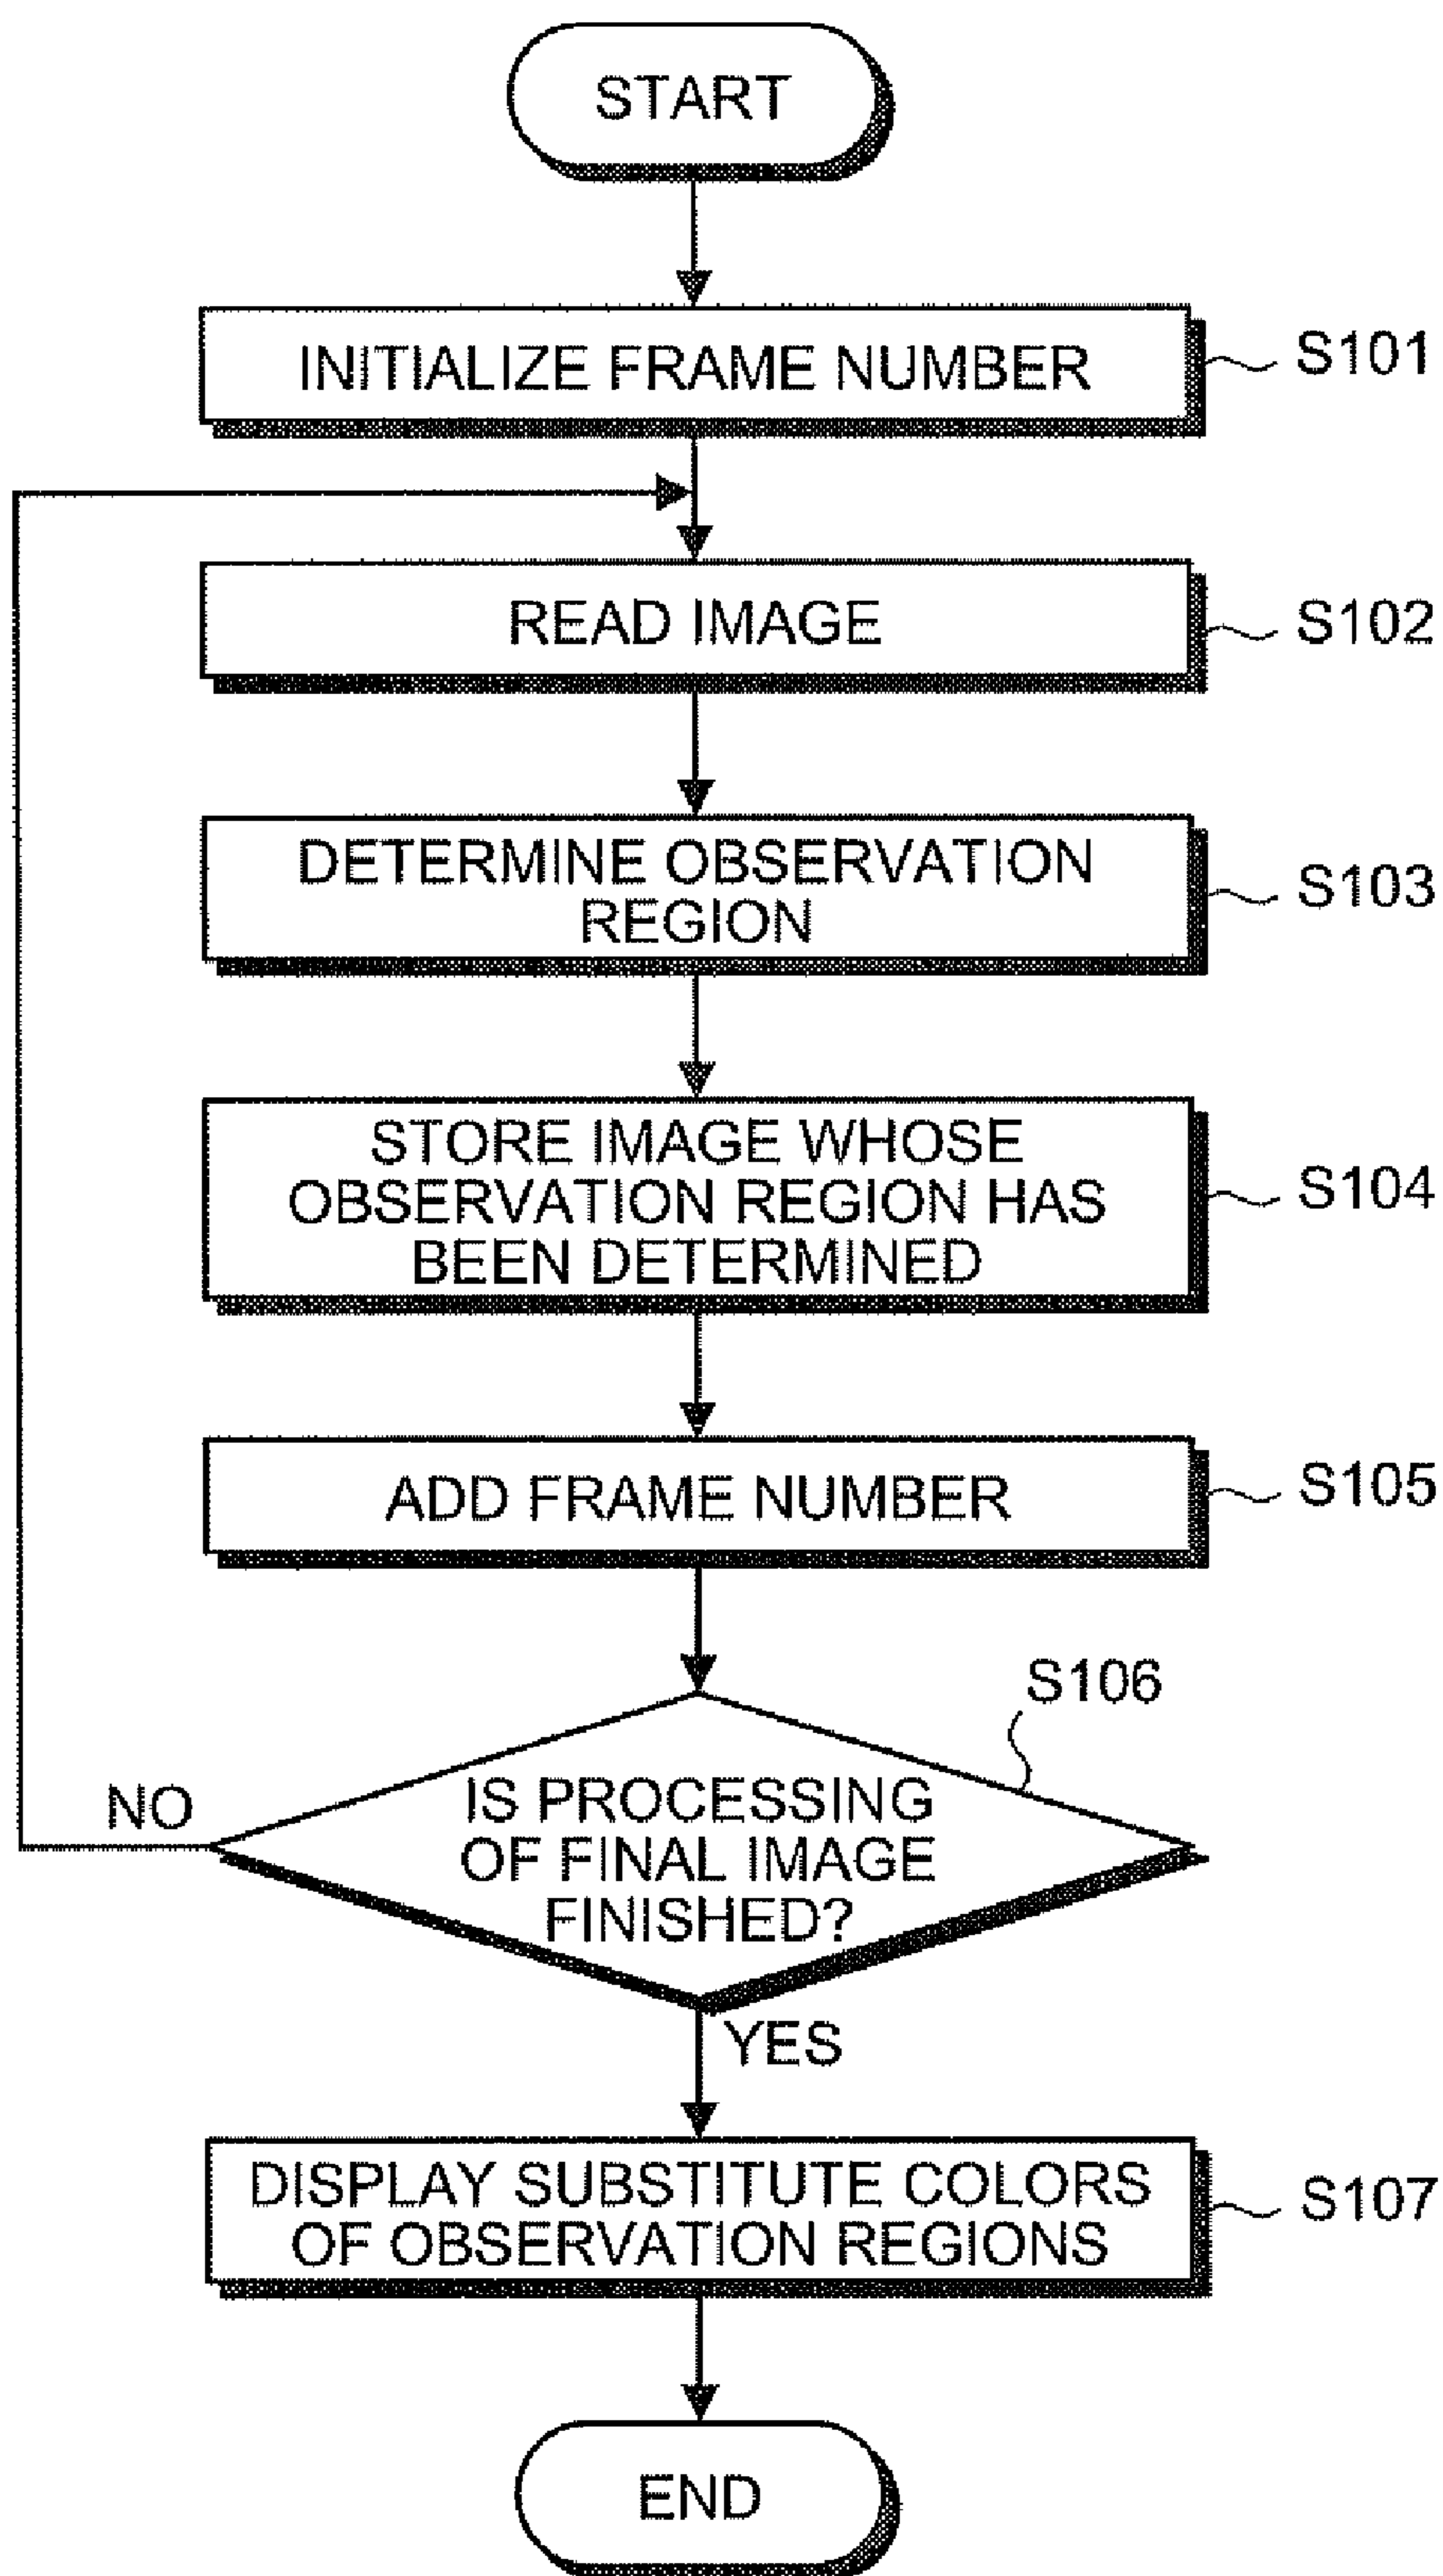 START
INITIALIZE FRAME NUMBER
S101
READ IMAGE
S102
DETERMINE OBSERVATION
REGION
S103
STORE IMAGE WHOSE
OBSERVATION REGION HAS
BEEN DETERMINED
S104
ADD FRAME NUMBER
S105
S106
NO
IS PROCESSING
OF FINAL IMAGE
FINISHED?
YES
DISPLAY SUBSTITUTE COLORS
OF OBSERVATION REGIONS
S107
END